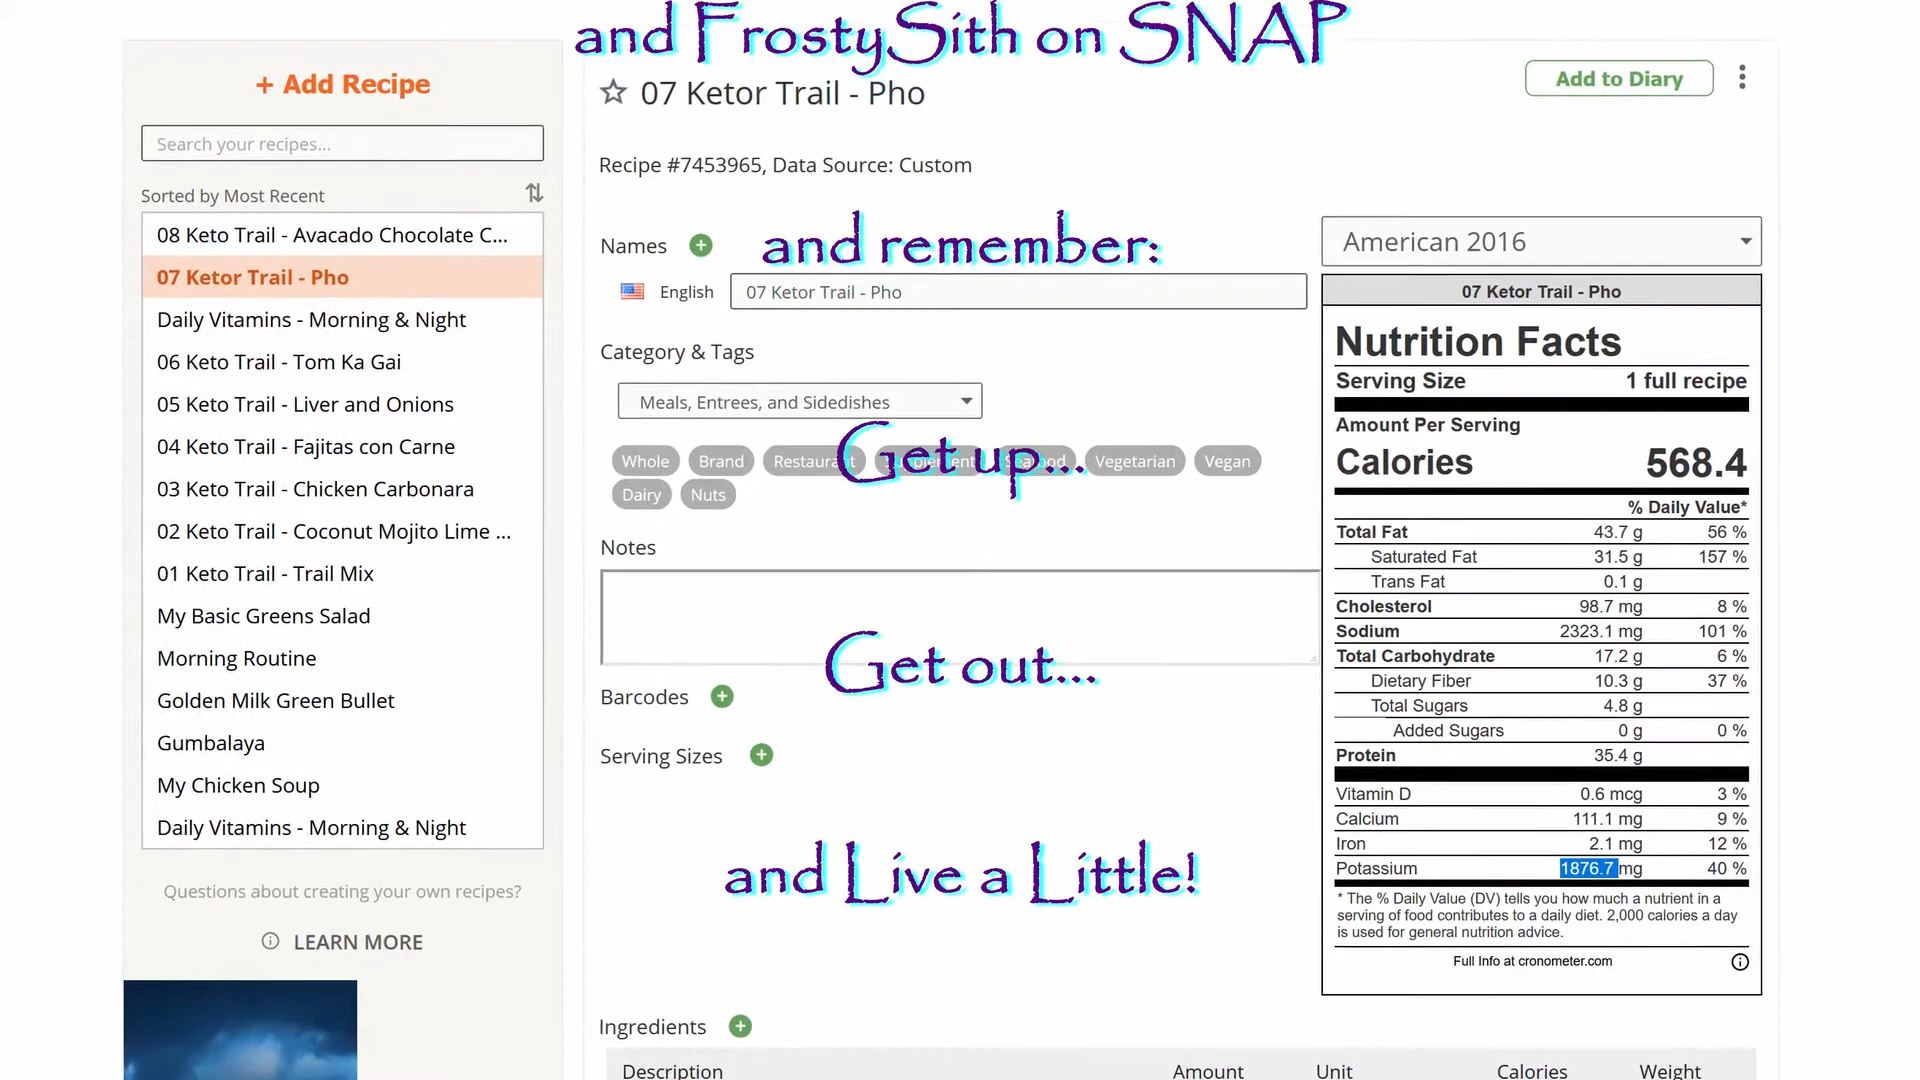 and FrostySith on SNAP
+ Add Recipe
Search your recipes...
Sorted by Most Recent
08 Keto Trail - Avacado Chocolate C...
07 Ketor Trail - Pho
Daily Vitamins - Morning & Night
06 Keto Trail - Tom Ka Gai
05 Keto Trail - Liver and Onions
04 Keto Trail - Fajitas con Carne
03 Keto Trail - Chicken Carbonara
02 Keto Trail - Coconut Mojito Lime ...
01 Keto Trail - Trail Mix
My Basic Greens Salad
Morning Routine
Golden Milk Green Bullet
Gumbalaya
My Chicken Soup
Daily Vitamins - Morning & Night
Questions about creating your own recipes?
LEARN MORE
07 Ketor Trail - Pho
Add to Diary
Recipe #7453965, Data Source: Custom
Names
and remember:
English 07 Ketor Trail - Pho
Category & Tags
Meals, Entrees, and Sidedishes
Whole Brand Restaurant Supplement Seafood Vegetarian Vegan
Get up...
Dairy Nuts
Notes
Get out...
Barcodes
Serving Sizes
and Live a Little!
Ingredients
Description Amount Unit Calories Weight
American 2016
07 Ketor Trail - Pho
Nutrition Facts
Serving Size 1 full recipe
Amount Per Serving
Calories 568.4
% Daily Value*
Total Fat 43.7 g 56 %
Saturated Fat 31.5 g 157 %
Trans Fat 0.1 g
Cholesterol 98.7 mg 8 %
Sodium 2323.1 mg 101 %
Total Carbohydrate 17.2 g 6 %
Dietary Fiber 10.3 g 37 %
Total Sugars 4.8 g
Added Sugars 0 g 0 %
Protein 35.4 g
Vitamin D 0.6 mcg 3 %
Calcium 111.1 mg 9 %
Iron 2.1 mg 12 %
Potassium 1876.7 mg 40 %
* The % Daily Value (DV) tells you how much a nutrient in a
serving of food contributes to a daily diet. 2,000 calories a day
is used for general nutrition advice.
Full Info at cronometer.com